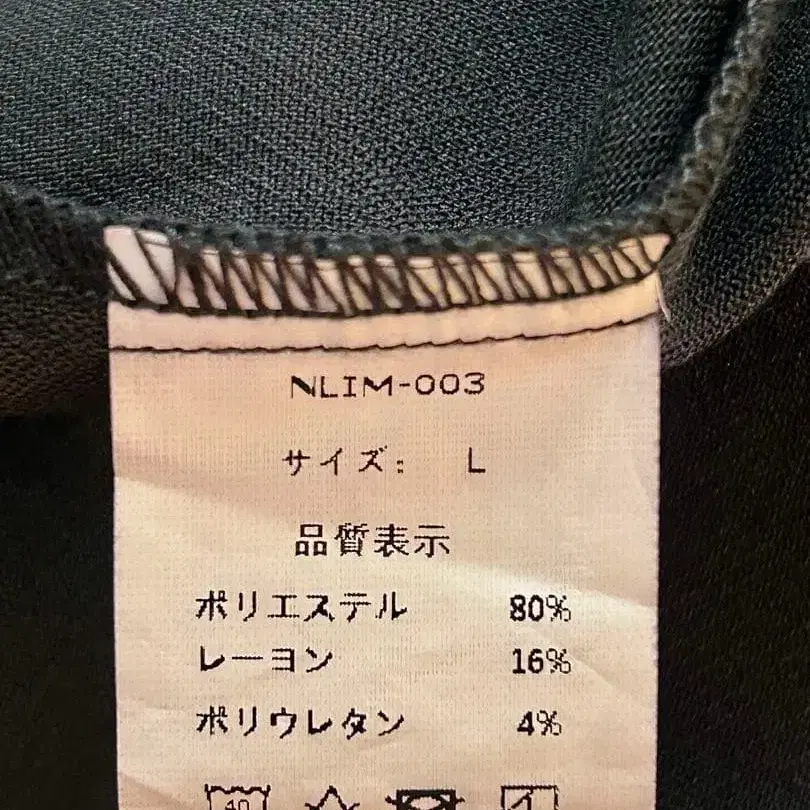 NLIM-003
サイズ: L
品質表示
ポリエステル 80%
レーヨン 16%
ポリウレタン 4%
40